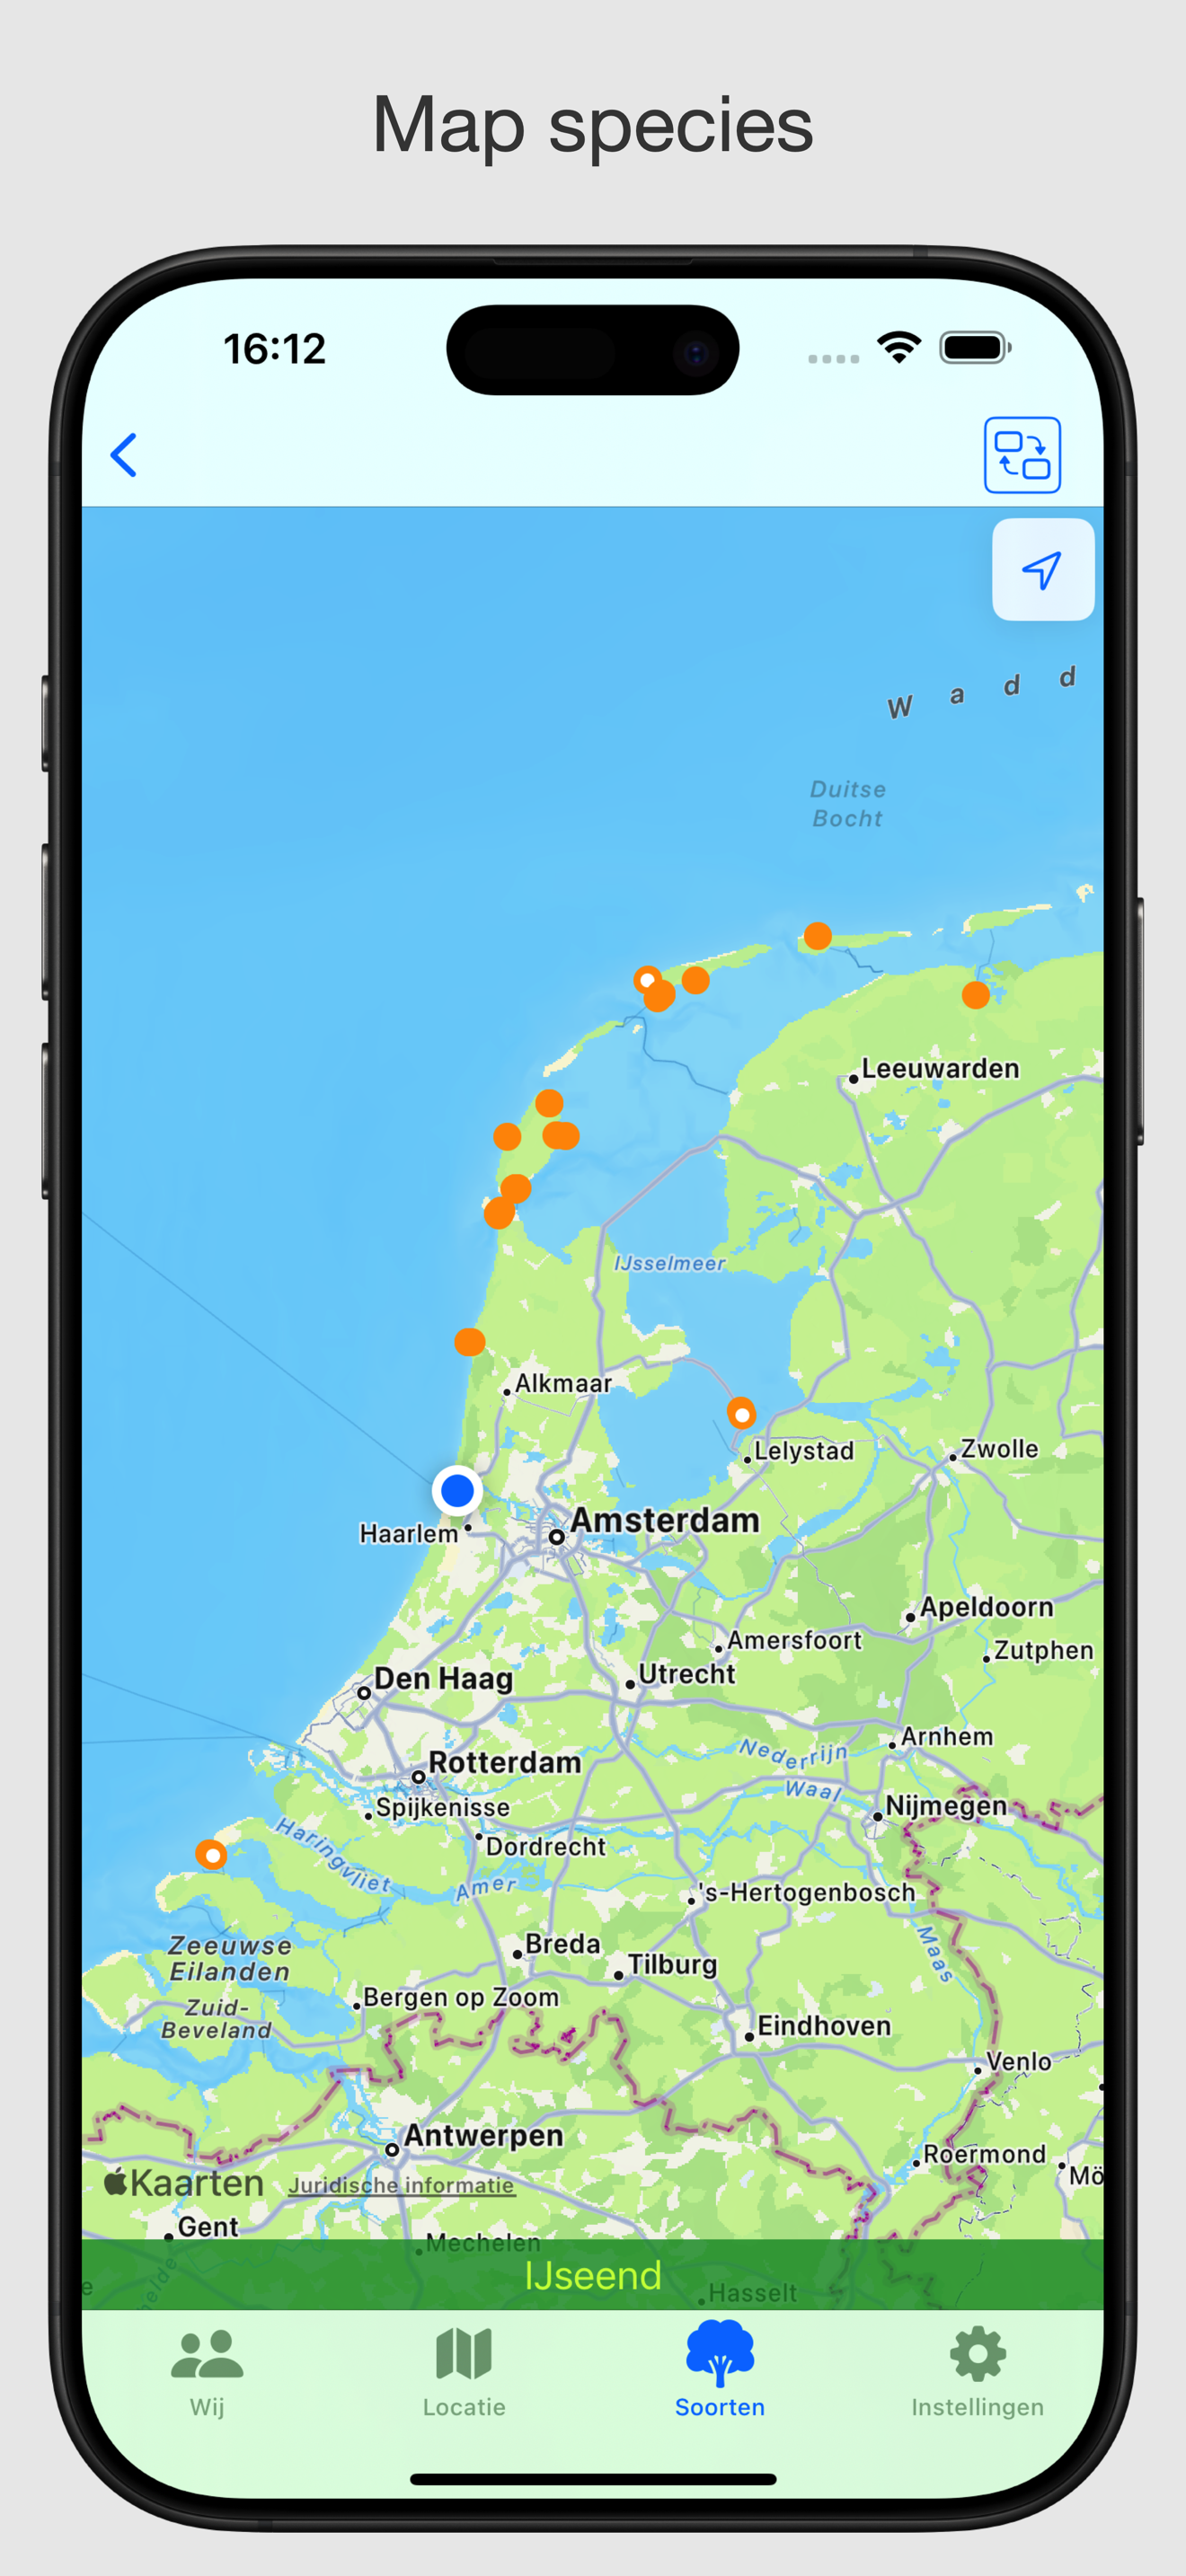 Map species
16:12
W a d d
Duitse
Bocht
Leeuwarden
IJsselmeer
Alkmaar
Lelystad
Zwolle
Haarlem
Amsterdam
Apeldoorn
Amersfoort
Zutphen
Den Haag
Utrecht
Arnhem
Nederrijn
Rotterdam
Waal
Spijkenisse
Nijmegen
Haringvliet
Dordrecht
Amer
's-Hertogenbosch
Zeeuwse
Eilanden
Breda
Maas
Tilburg
Zuid-
Beveland
Bergen op Zoom
Eindhoven
Venlo
Antwerpen
Roermond
Mö
Kaarten
Juridische informatie
Gent
Mechelen
IJseend
e
helde
Hasselt
Wij
Locatie
Soorten
Instellingen